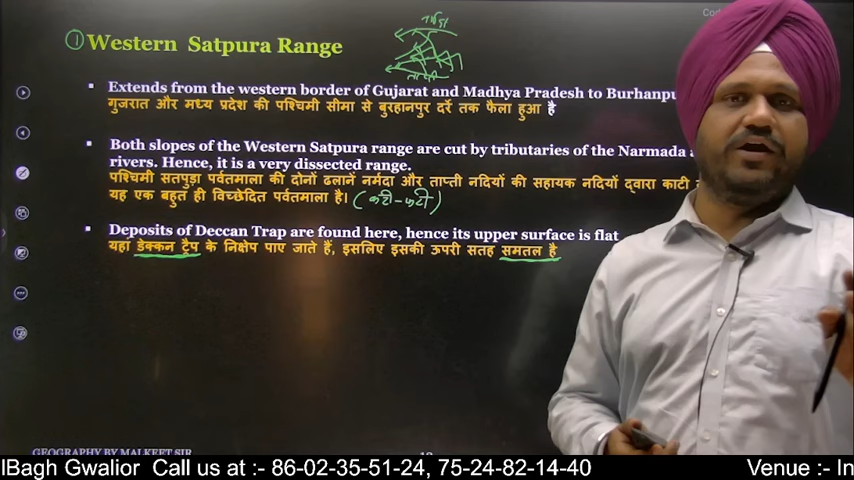 नर्मदा
① Western Satpura Range
Extends from the western border of Gujarat and Madhya Pradesh to Burhanpu
गुजरात और मध्य प्रदेश की पश्चिमी सीमा से बुरहानपुर दर्रे तक फैला हुआ है
Both slopes of the Western Satpura range are cut by tributaries of the Narmada a
rivers. Hence, it is a very dissected range.
पश्चिमी सतपुड़ा पर्वतमाला की दोनों ढलानें नर्मदा और ताप्ती नदियों की सहायक नदियों द्वारा काटी
यह एक बहुत ही विच्छेदित पर्वतमाला है। (कटी-फटी)
Deposits of Deccan Trap are found here, hence its upper surface is flat
यहां डेक्कन ट्रैप के निक्षेप पाए जाते हैं, इसलिए इसकी ऊपरी सतह समतल है
GEOGRAPHY BY MALKEET SIR
lBagh Gwalior Call us at :- 86-02-35-51-24, 75-24-82-14-40 Venue :- In